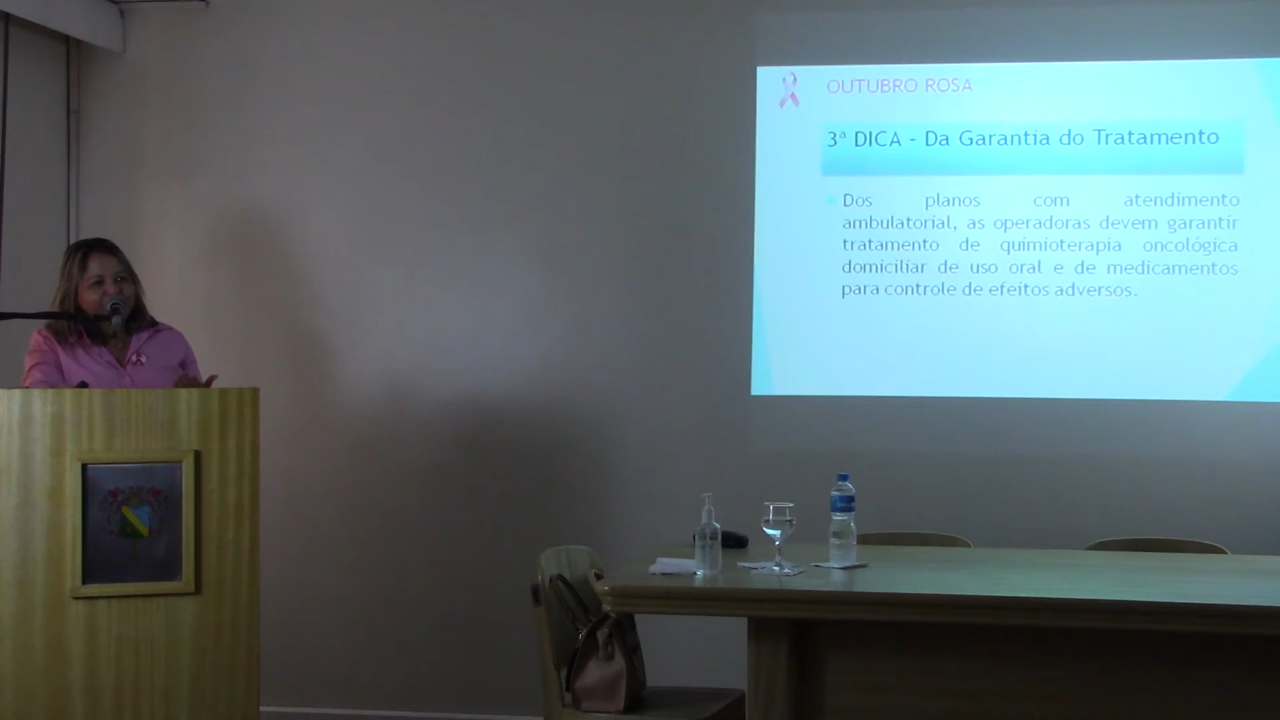 OUTUBRO ROSA
3ª DICA - Da Garantia do Tratamento
Dos planos com atendimento
ambulatorial, as operadoras devem garantir
tratamento de quimioterapia oncológica
domiciliar de uso oral e de medicamentos
para controle de efeitos adversos.